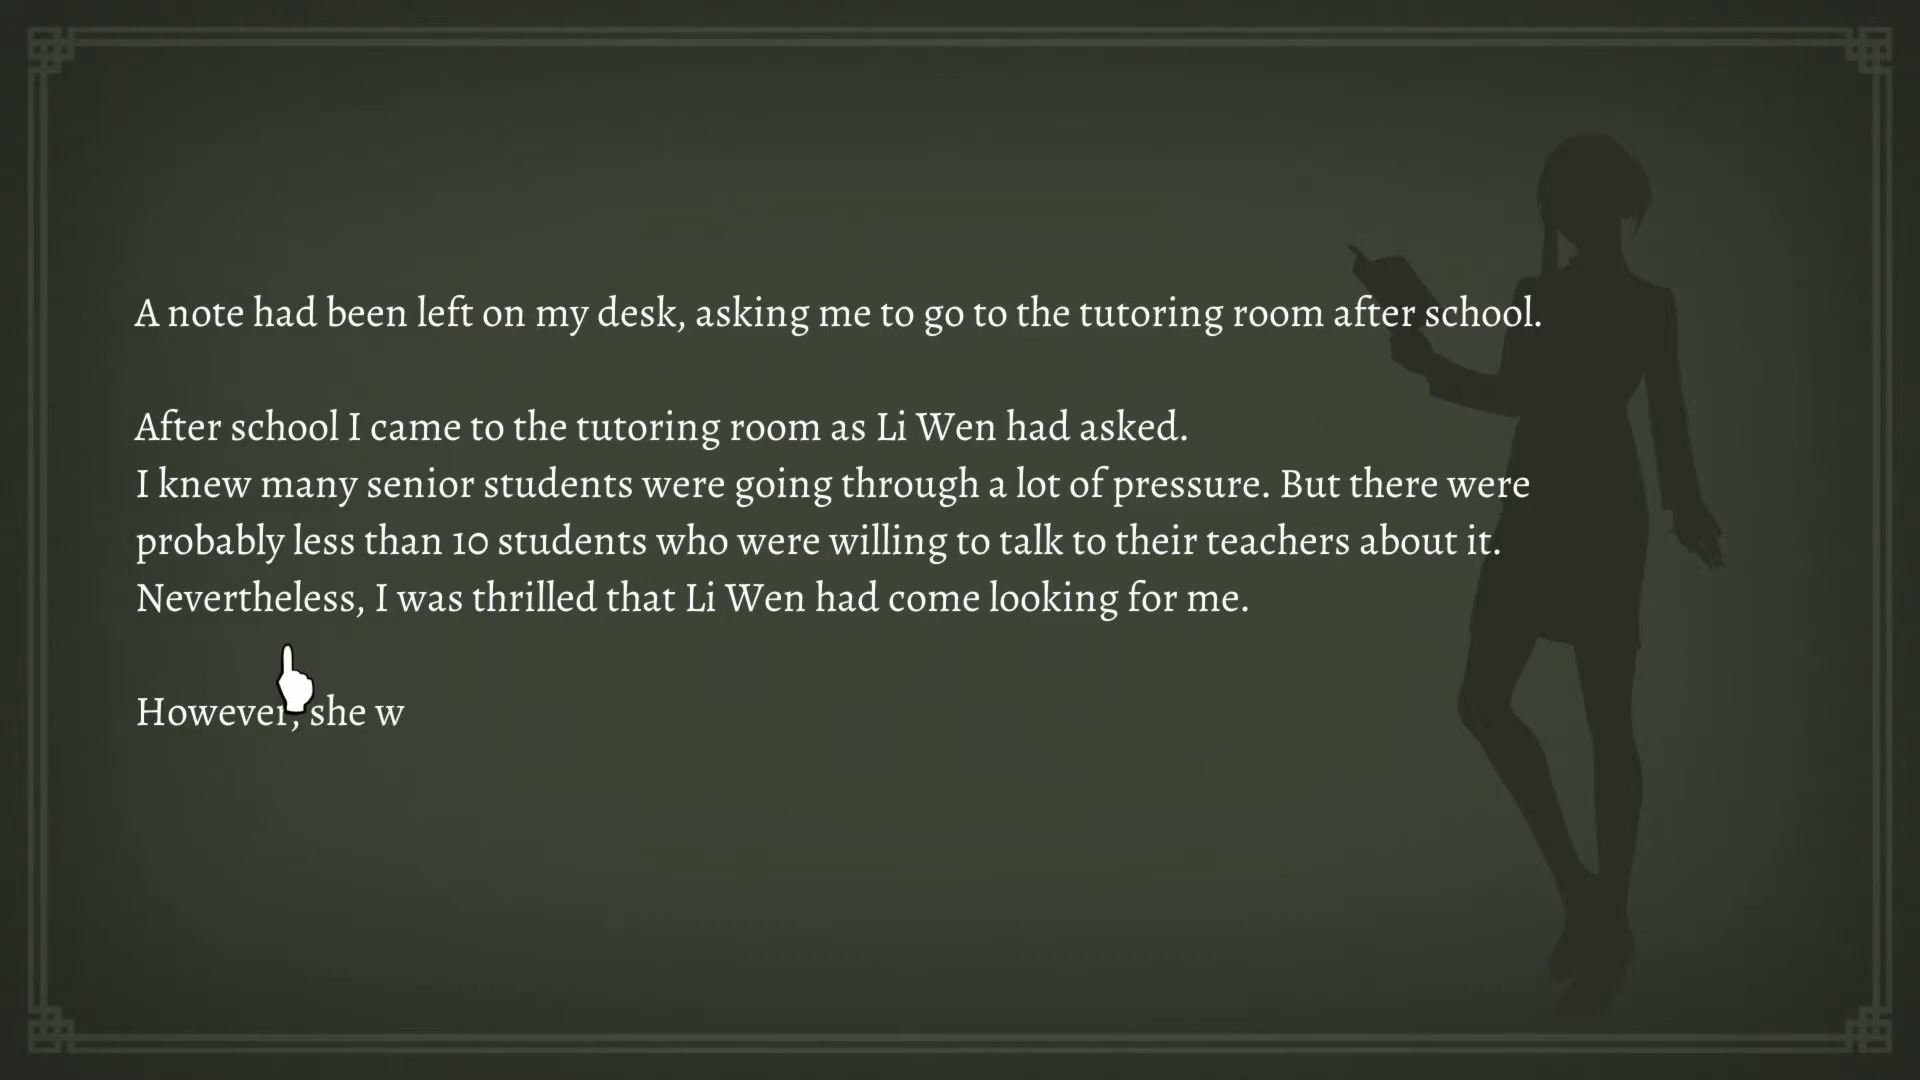 A note had been left on my desk, asking me to go to the tutoring room after school.
After school I came to the tutoring room as Li Wen had asked.
I knew many senior students were going through a lot of pressure. But there were
probably less than 10 students who were willing to talk to their teachers about it.
Nevertheless, I was thrilled that Li Wen had come looking for me.
However, she w